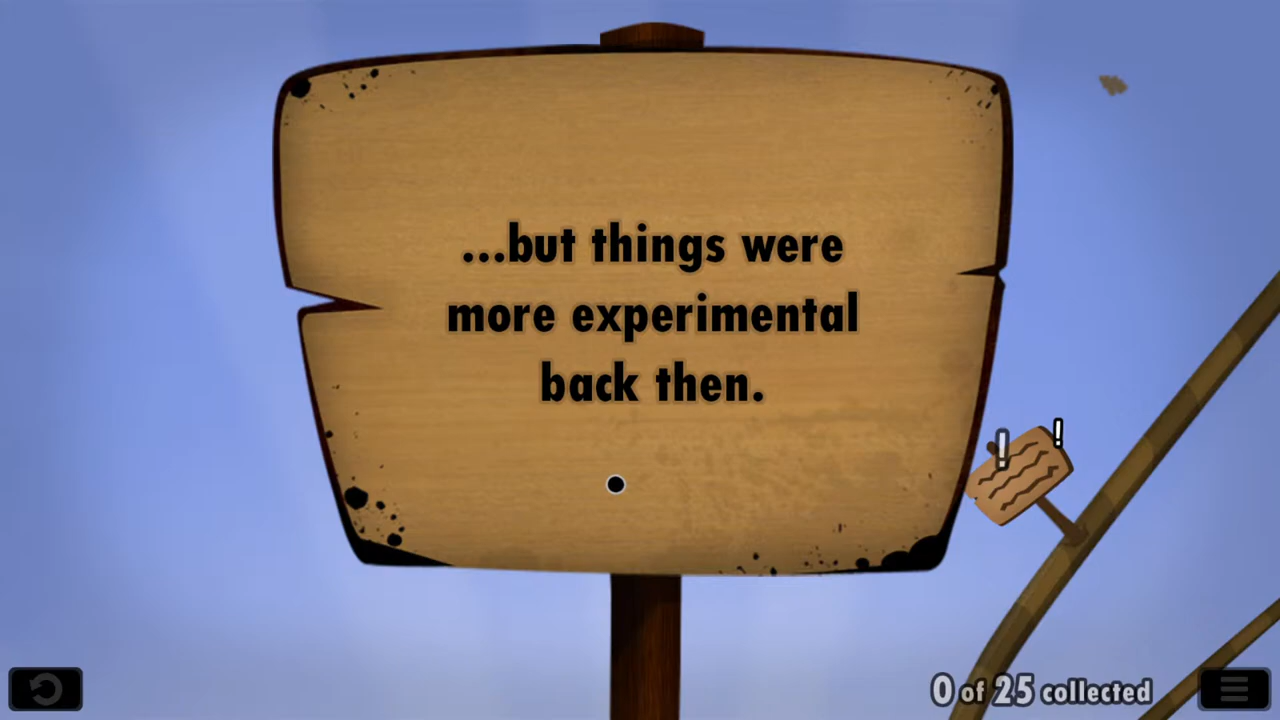 ...but things were
more experimental
back then.
! !
0 of 25 collected